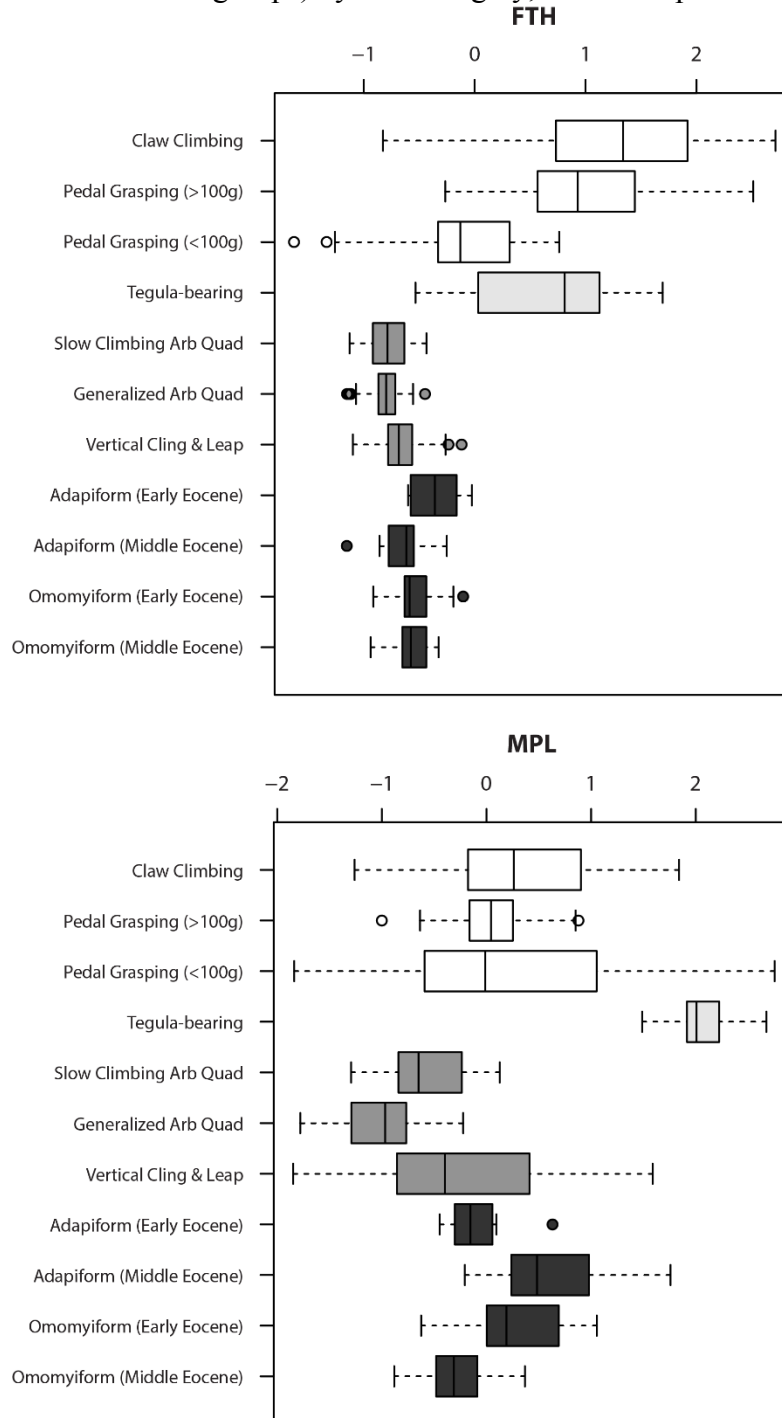 FTH
−1 0 1 2
Claw Climbing
Pedal Grasping (>100g)
Pedal Grasping (<100g)
Tegula-bearing
Slow Climbing Arb Quad
Generalized Arb Quad
Vertical Cling & Leap
Adapiform (Early Eocene)
Adapiform (Middle Eocene)
Omomyiform (Early Eocene)
Omomyiform (Middle Eocene)
MPL
−2 −1 0 1 2
Claw Climbing
Pedal Grasping (>100g)
Pedal Grasping (<100g)
Tegula-bearing
Slow Climbing Arb Quad
Generalized Arb Quad
Vertical Cling & Leap
Adapiform (Early Eocene)
Adapiform (Middle Eocene)
Omomyiform (Early Eocene)
Omomyiform (Middle Eocene)